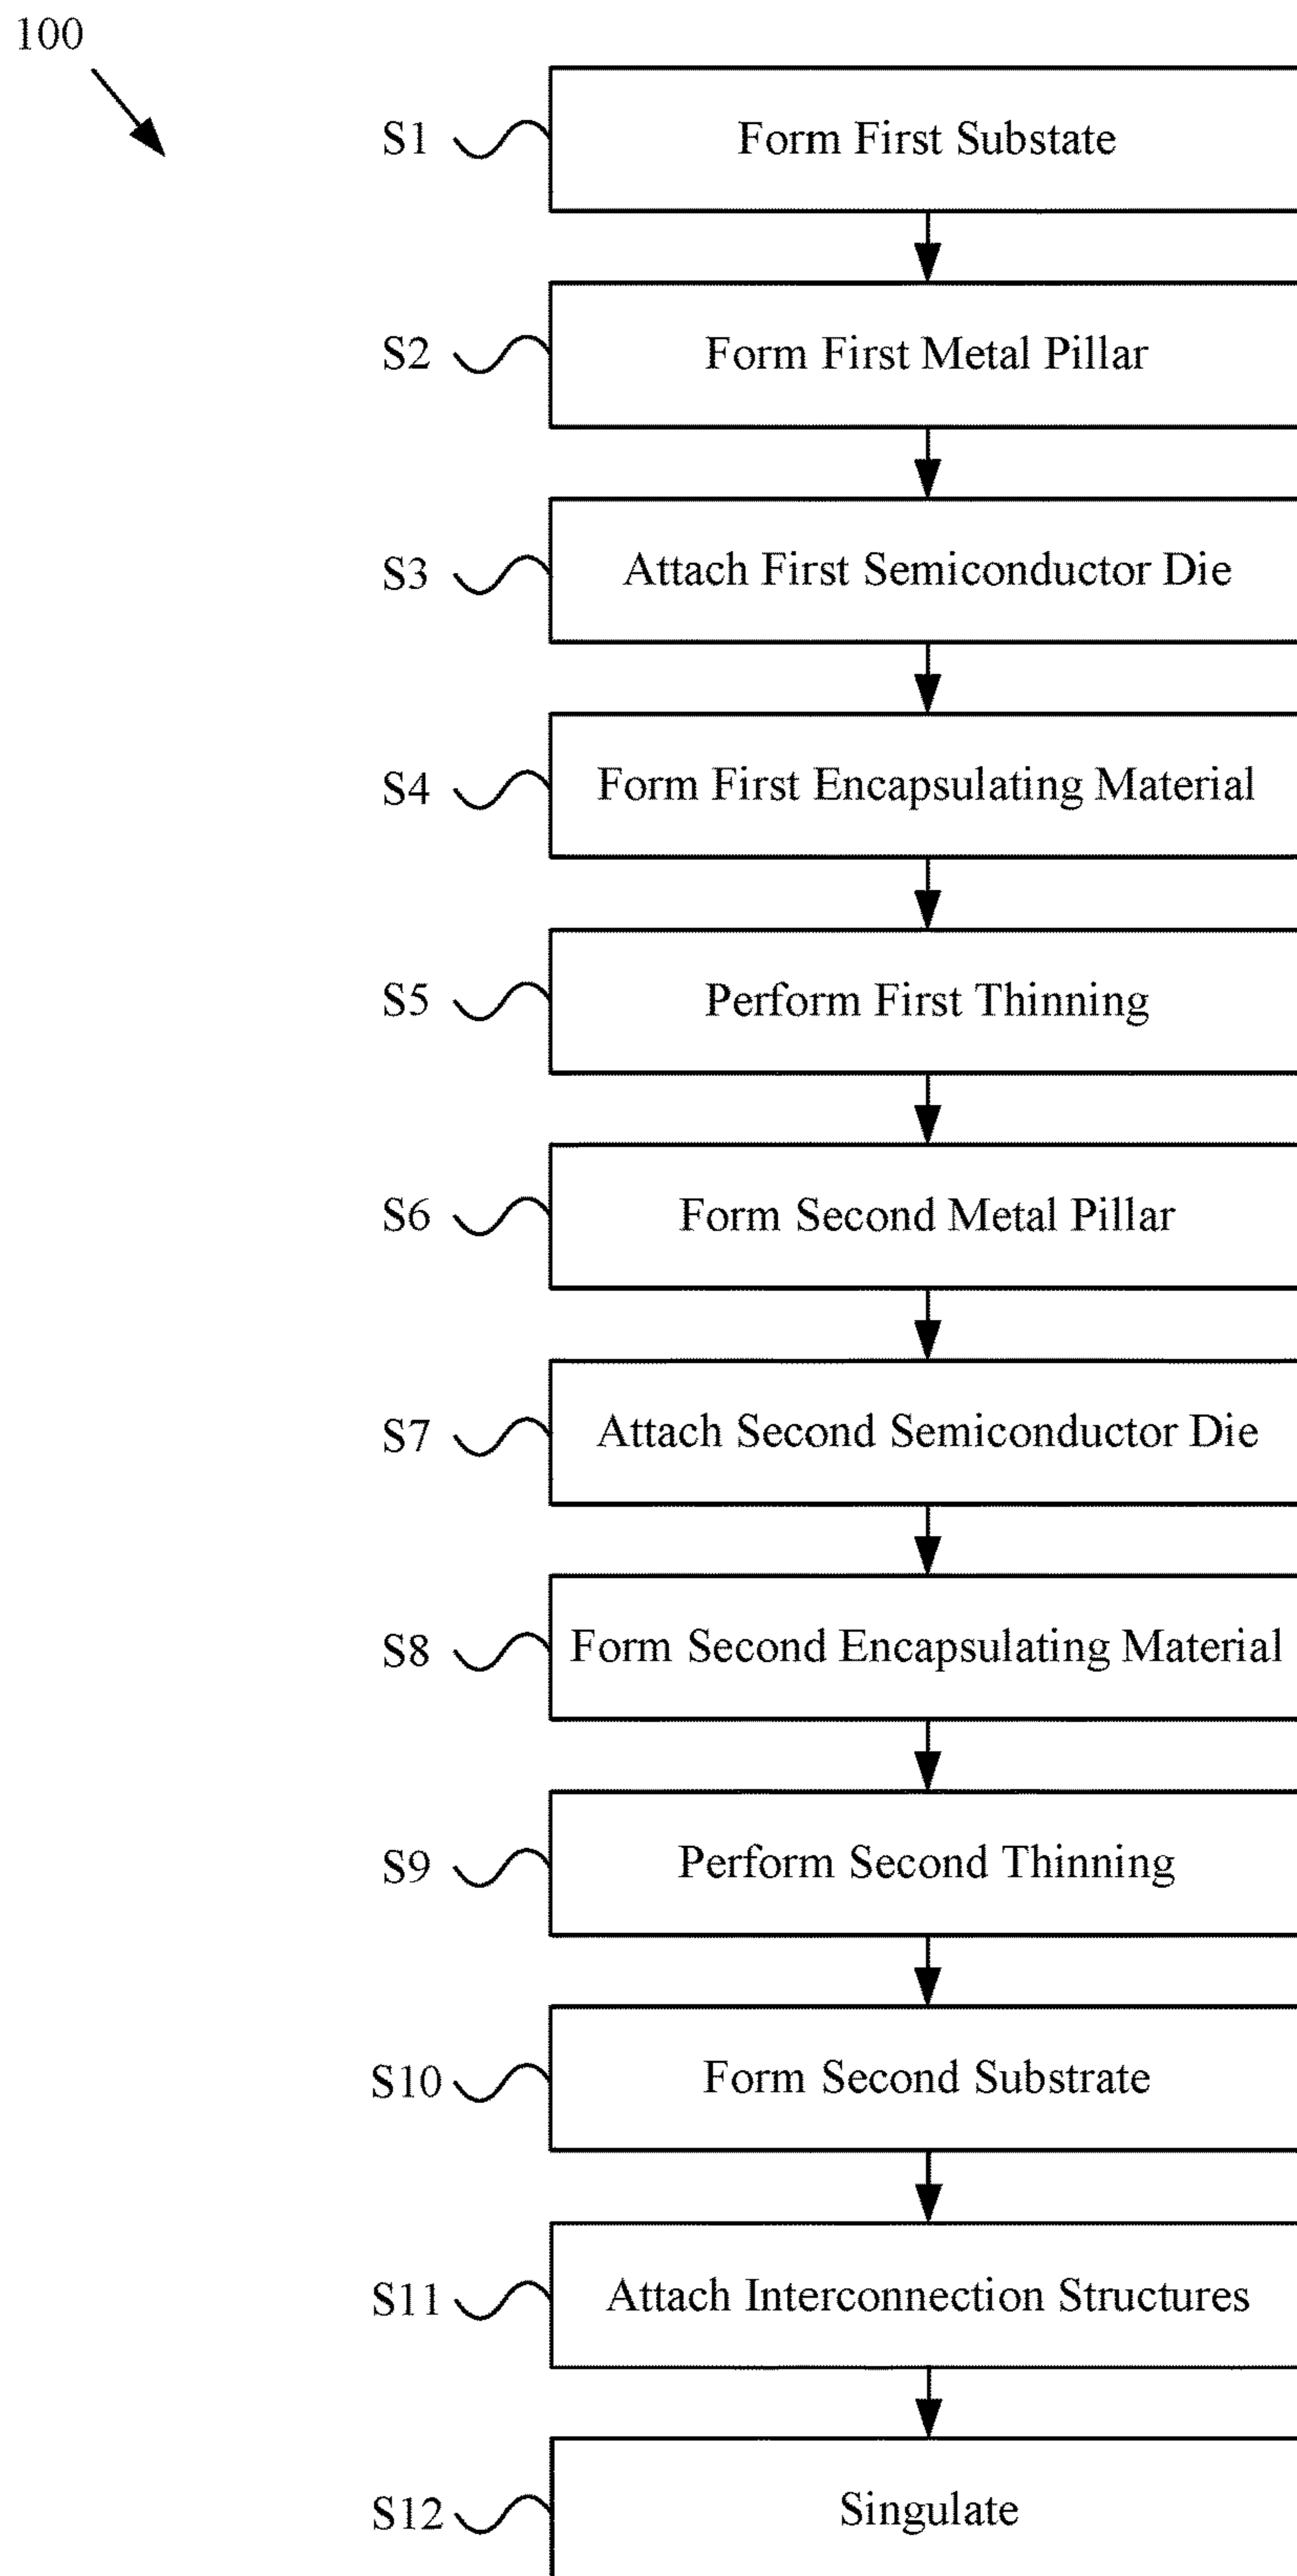 100
S1 Form First Substate
S2 Form First Metal Pillar
S3 Attach First Semiconductor Die
S4 Form First Encapsulating Material
S5 Perform First Thinning
S6 Form Second Metal Pillar
S7 Attach Second Semiconductor Die
S8 Form Second Encapsulating Material
S9 Perform Second Thinning
S10 Form Second Substrate
S11 Attach Interconnection Structures
S12 Singulate